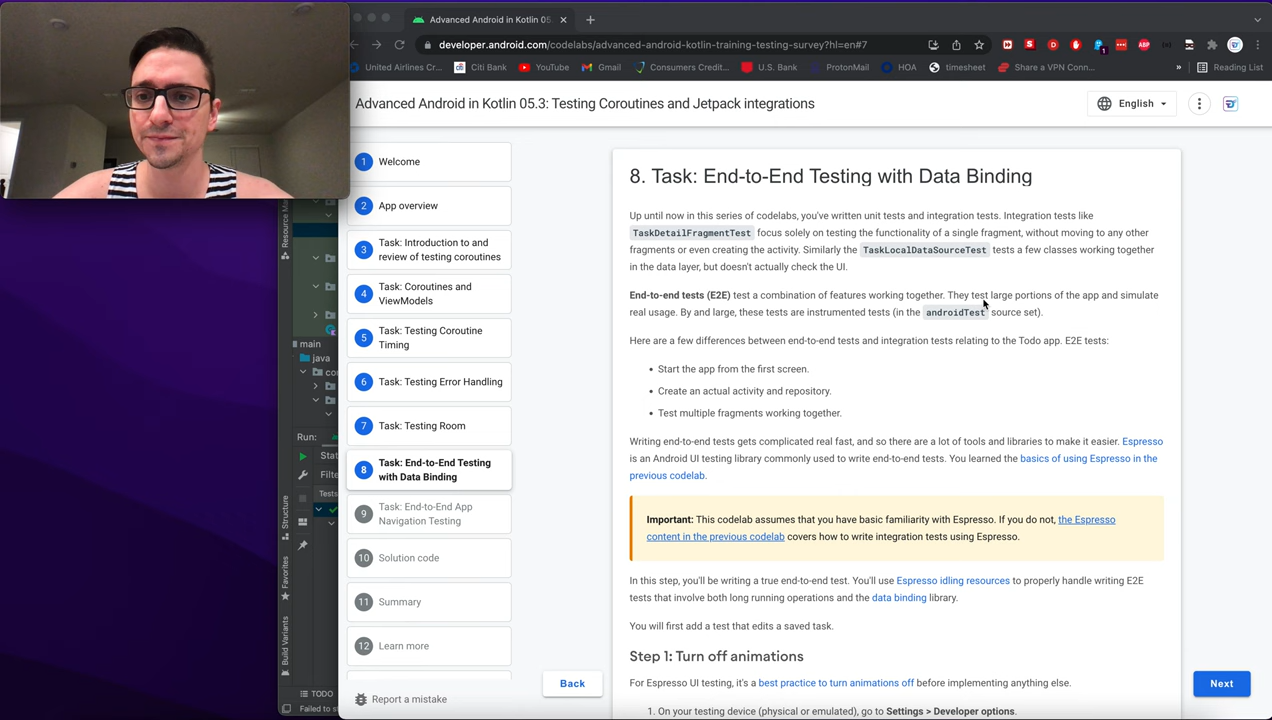 Advanced Android in Kotlin 05.
developer.android.com/codelabs/advanced-android-kotlin-training-testing-survey?hl=en#7
United Airlines Cr...
Citi Bank
YouTube
Gmail
Consumers Credit...
U.S. Bank
ProtonMail
HOA
timesheet
Share a VPN Conn...
»
Reading List
Advanced Android in Kotlin 05.3: Testing Coroutines and Jetpack integrations
English
1 Welcome
2 App overview
3 Task: Introduction to and
review of testing coroutines
4 Task: Coroutines and
ViewModels
5 Task: Testing Coroutine
Timing
6 Task: Testing Error Handling
7 Task: Testing Room
8 Task: End-to-End Testing
with Data Binding
9 Task: End-to-End App
Navigation Testing
10 Solution code
11 Summary
12 Learn more
Report a mistake
8. Task: End-to-End Testing with Data Binding
Up until now in this series of codelabs, you've written unit tests and integration tests. Integration tests like
TaskDetailFragmentTest focus solely on testing the functionality of a single fragment, without moving to any other
fragments or even creating the activity. Similarly the TaskLocalDataSourceTest tests a few classes working together
in the data layer, but doesn't actually check the UI.
End-to-end tests (E2E) test a combination of features working together. They test large portions of the app and simulate
real usage. By and large, these tests are instrumented tests (in the androidTest source set).
Here are a few differences between end-to-end tests and integration tests relating to the Todo app. E2E tests:
• Start the app from the first screen.
• Create an actual activity and repository.
• Test multiple fragments working together.
Writing end-to-end tests gets complicated real fast, and so there are a lot of tools and libraries to make it easier. Espresso
is an Android UI testing library commonly used to write end-to-end tests. You learned the basics of using Espresso in the
previous codelab.
Important: This codelab assumes that you have basic familiarity with Espresso. If you do not, the Espresso
content in the previous codelab covers how to write integration tests using Espresso.
In this step, you'll be writing a true end-to-end test. You'll use Espresso idling resources to properly handle writing E2E
tests that involve both long running operations and the data binding library.
You will first add a test that edits a saved task.
Step 1: Turn off animations
For Espresso UI testing, it's a best practice to turn animations off before implementing anything else.
1. On your testing device (physical or emulated), go to Settings > Developer options.
Back
Next
Resource Ma
main
java
co
Run:
Stat
Filte
Tests
Structure
Favorites
Build Variants
TODO
Failed to s